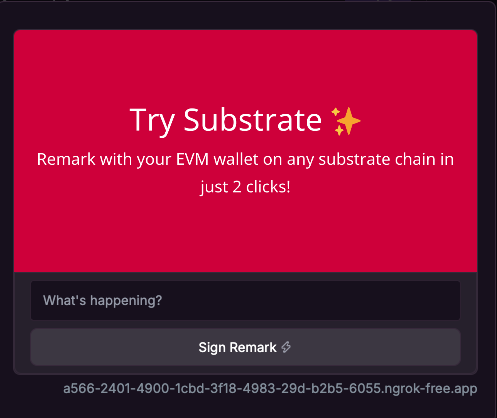 Try Substrate ✨
Remark with your EVM wallet on any substrate chain in
just 2 clicks!
What's happening?
Sign Remark
a566-2401-4900-1cbd-3f18-4983-29d-b2b5-6055.ngrok-free.app